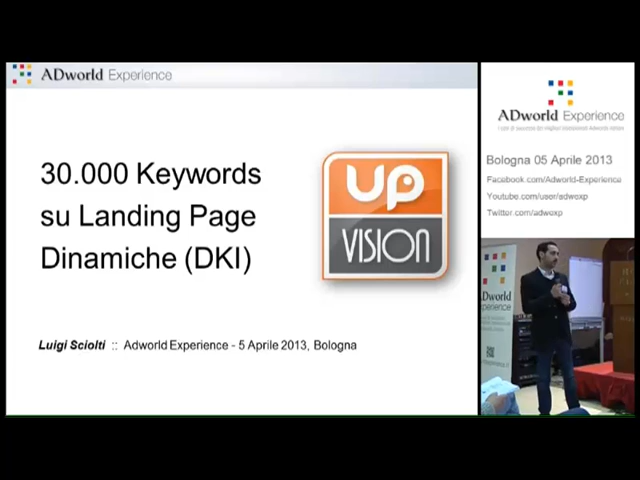 ADworld Experience
30.000 Keywords
su Landing Page
Dinamiche (DKI)
UP
VISION
Luigi Sciolti :: Adworld Experience - 5 Aprile 2013, Bologna
ADworld Experience
Bologna 05 Aprile 2013
Facebook.com/Adworld-Experience
Youtube.com/user/adwexp
Twitter.com/adwexp
ADworld
Experience